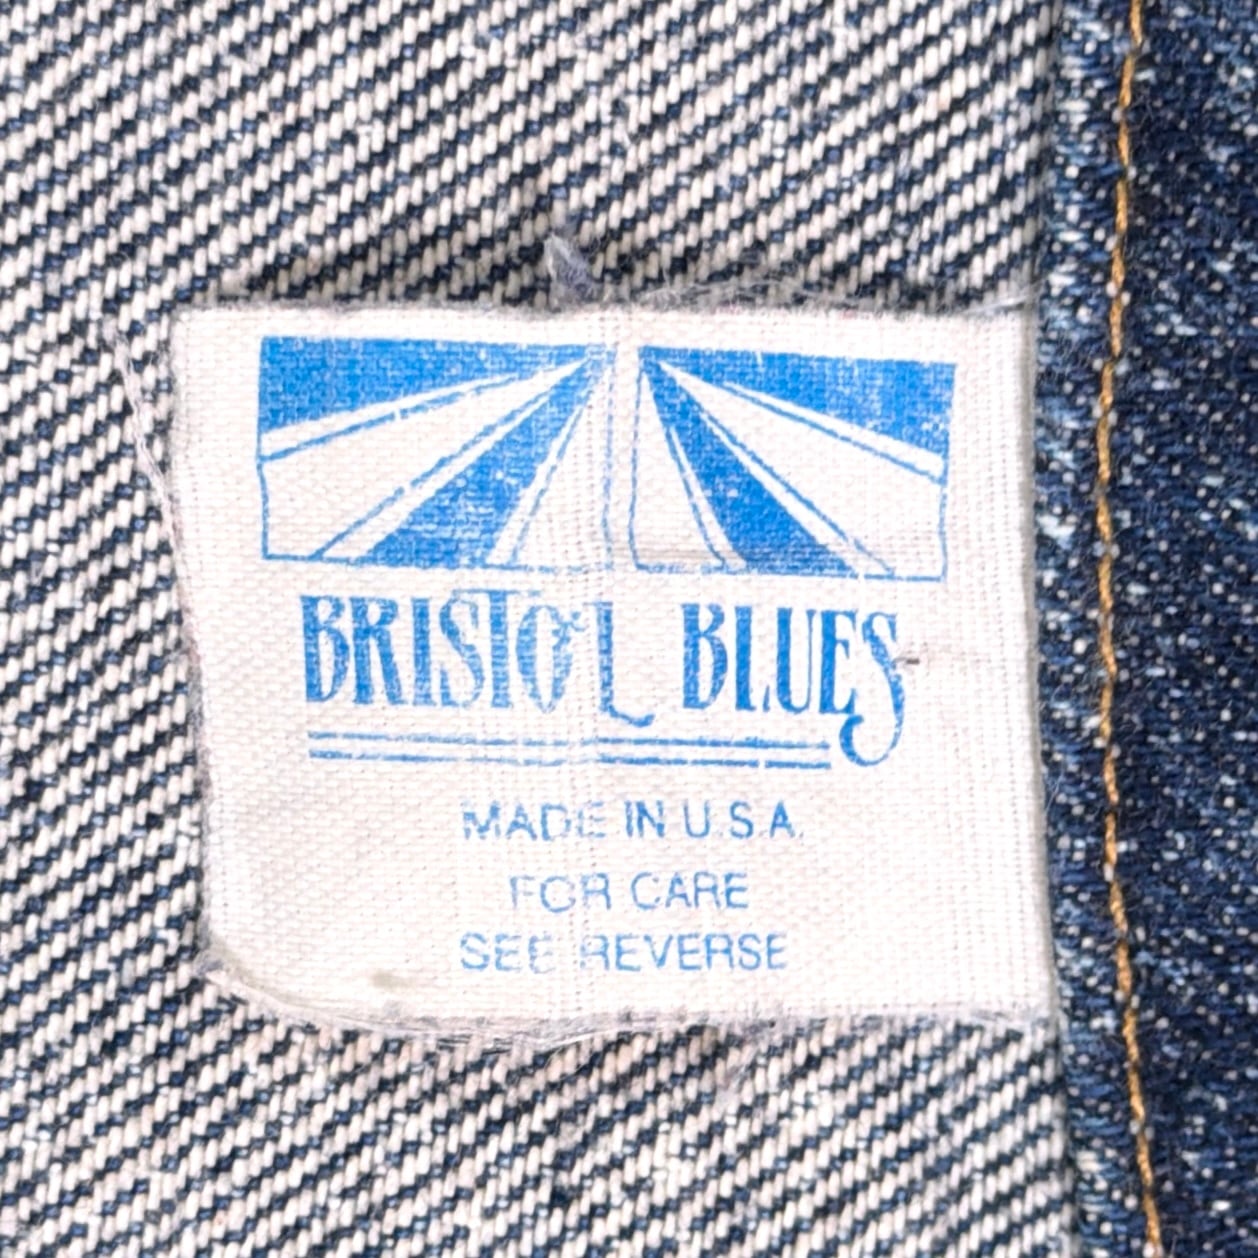 BRISTOL BLUES
MADE IN U.S.A.
FOR CARE
SEE REVERSE